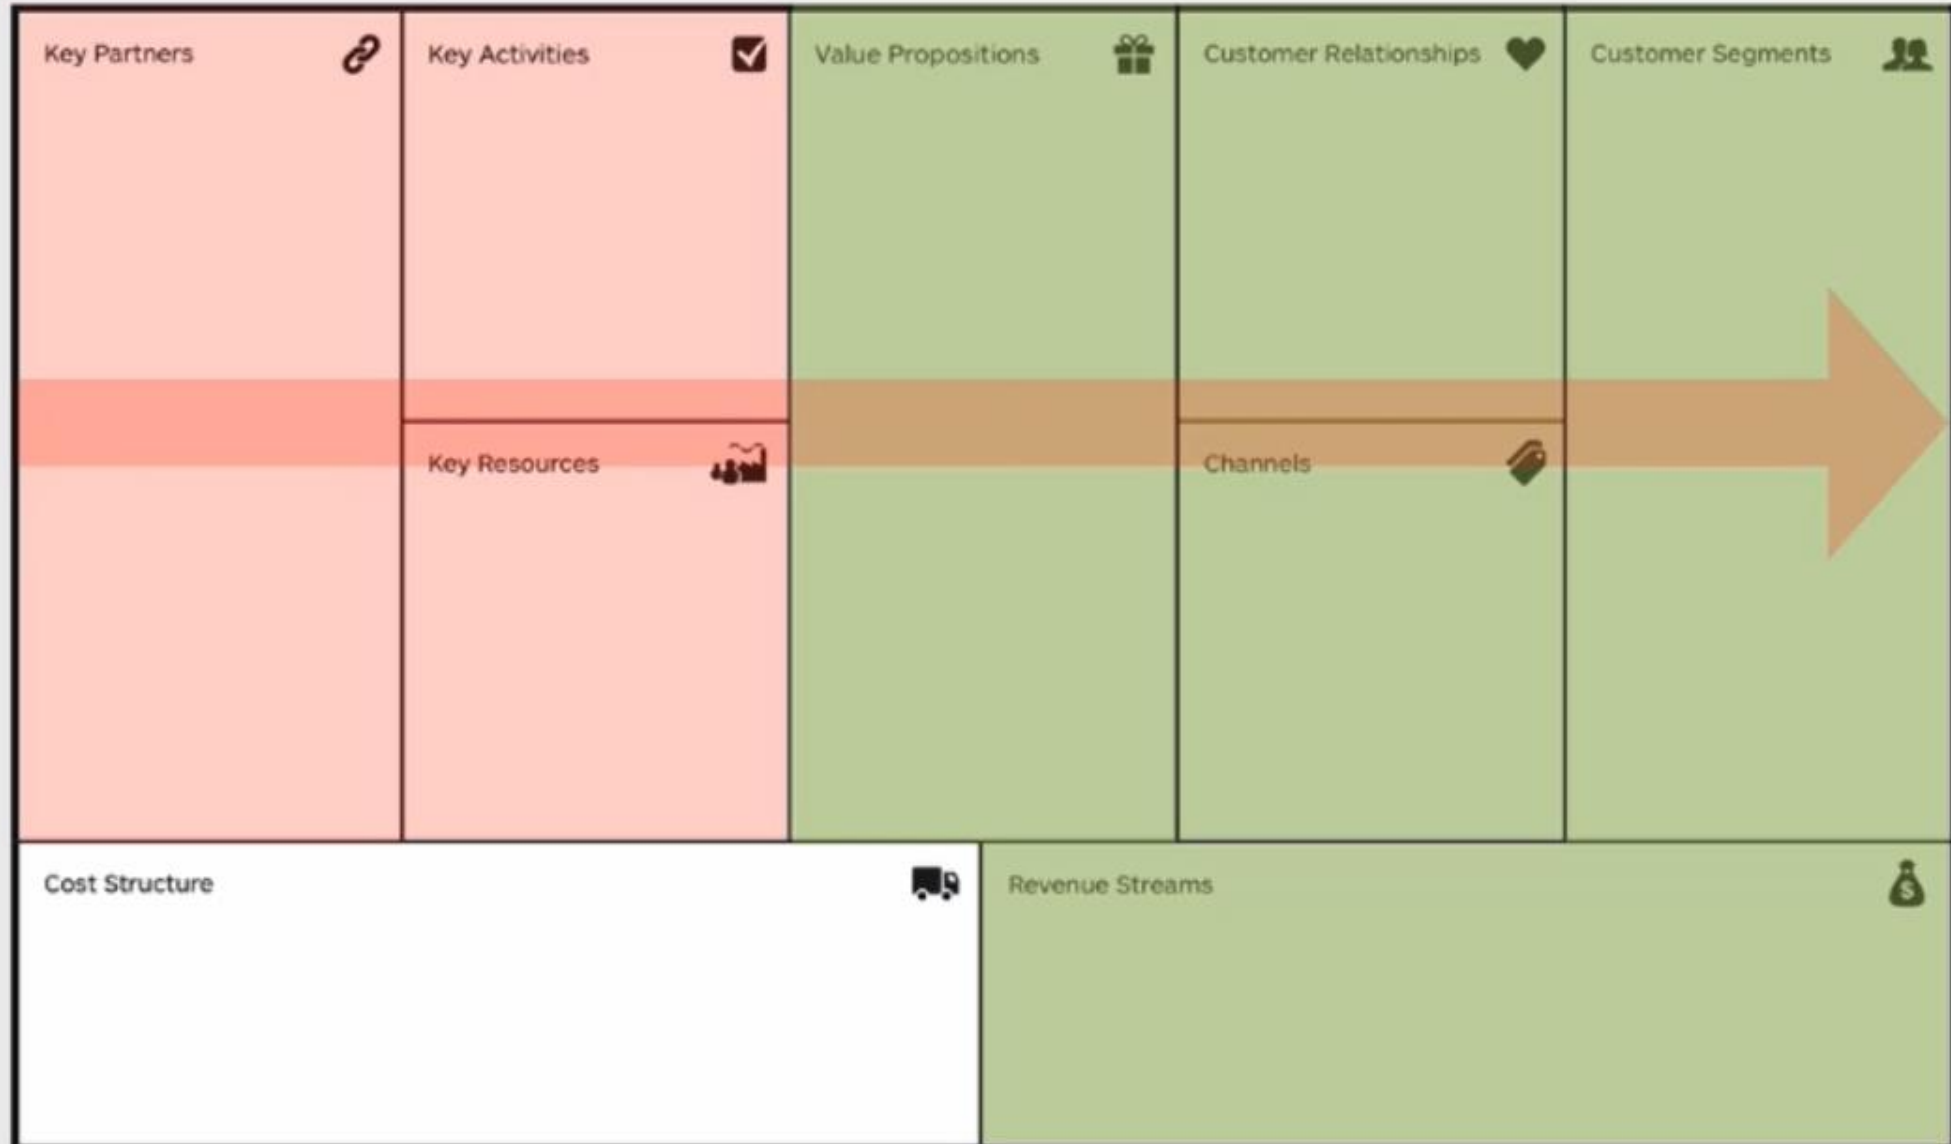 Key Partners
Key Activities
Value Propositions
Customer Relationships
Customer Segments
Key Resources
Channels
Cost Structure
Revenue Streams
$